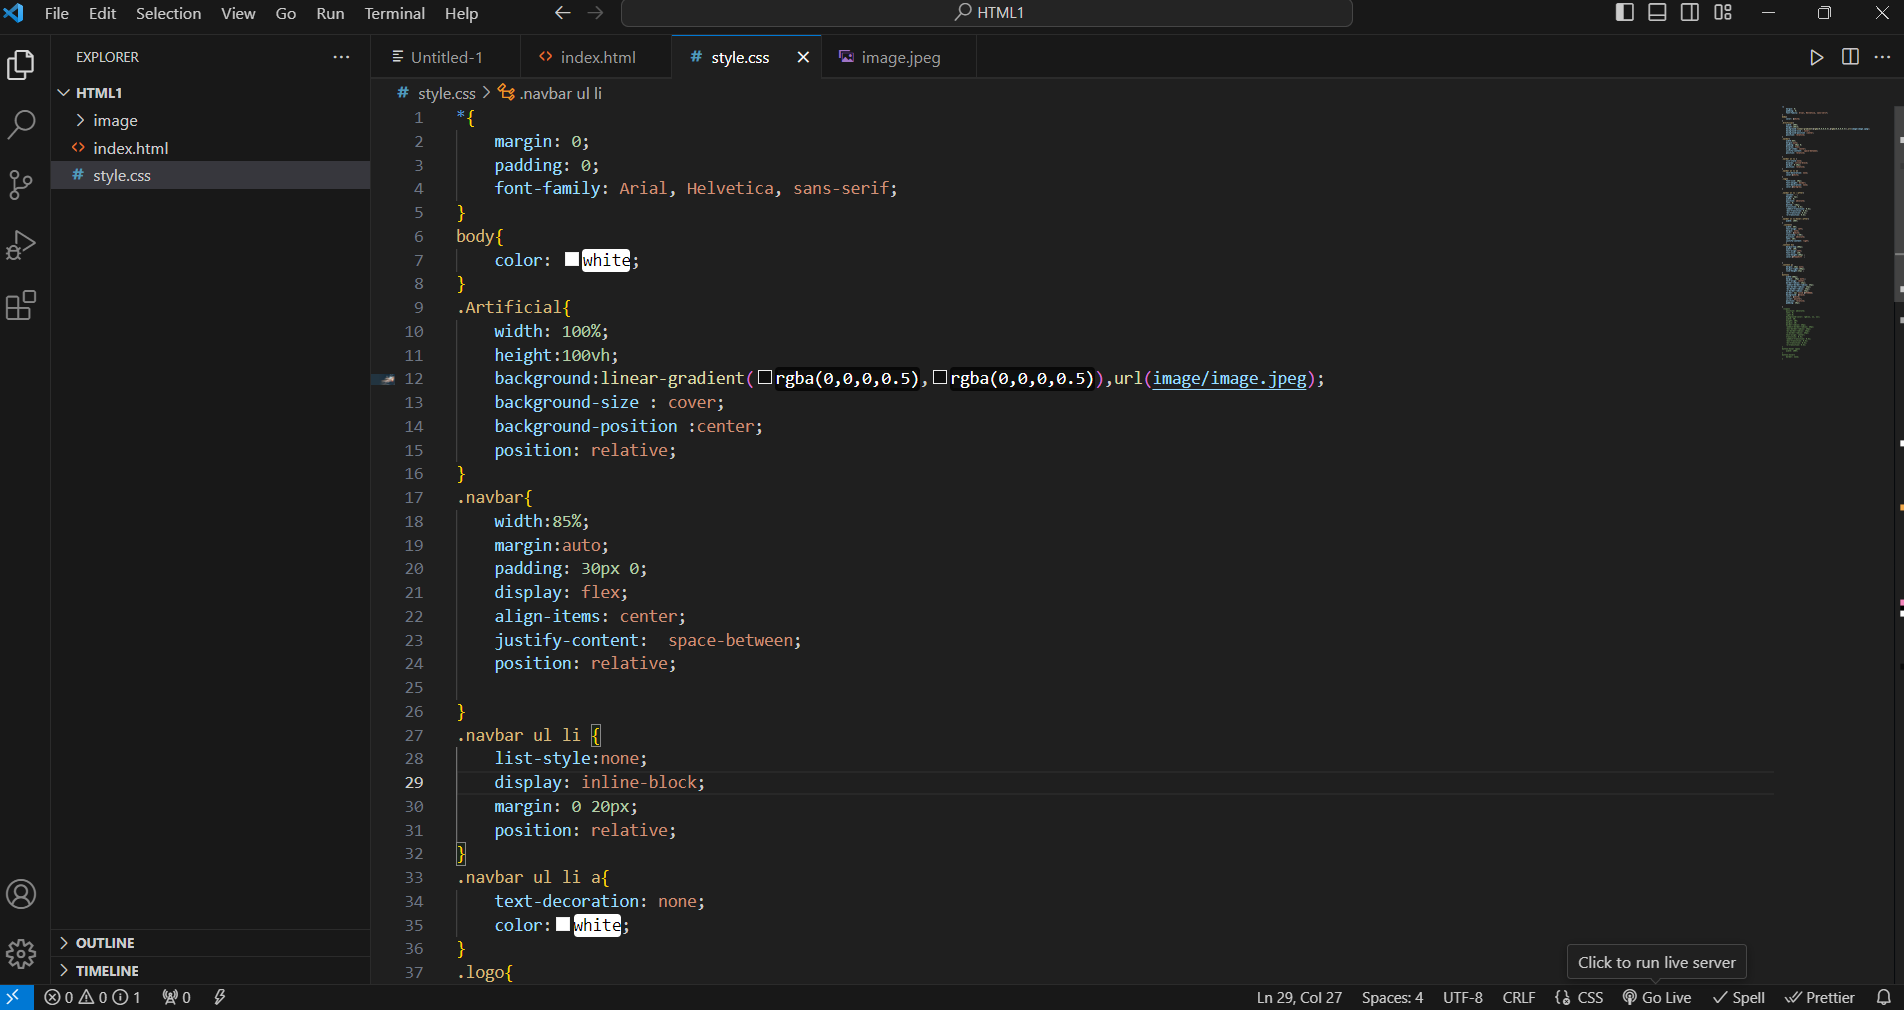 File Edit Selection View Go Run Terminal Help
HTML1
EXPLORER
HTML1
image
index.html
style.css
OUTLINE
TIMELINE
Untitled-1
index.html
# style.css
image.jpeg
# style.css > .navbar ul li
1 *{
2 margin: 0;
3 padding: 0;
4 font-family: Arial, Helvetica, sans-serif;
5 }
6 body{
7 color: white;
8 }
9 .Artificial{
10 width: 100%;
11 height:100vh;
12 background:linear-gradient(rgba(0,0,0,0.5),rgba(0,0,0,0.5)),url(image/image.jpeg);
13 background-size : cover;
14 background-position :center;
15 position: relative;
16 }
17 .navbar{
18 width:85%;
19 margin:auto;
20 padding: 30px 0;
21 display: flex;
22 align-items: center;
23 justify-content:  space-between;
24 position: relative;
25
26 }
27 .navbar ul li {
28 list-style:none;
29 display: inline-block;
30 margin: 0 20px;
31 position: relative;
32 }
33 .navbar ul li a{
34 text-decoration: none;
35 color:white;
36 }
37 .logo{
Click to run live server
0 0 1 0
Ln 29, Col 27 Spaces: 4 UTF-8 CRLF CSS Go Live Spell Prettier